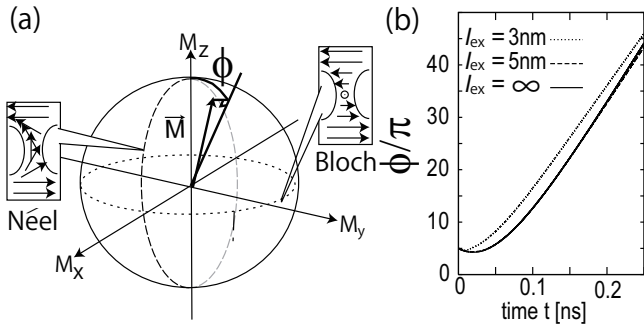 (a)
M_z
ϕ
M⃗
Néel
Bloch
M_x
M_y
(b)
l_ex = 3nm
l_ex = 5nm
l_ex = ∞
ϕ/π
40
30
20
10
0
0
0.1
0.2
time t [ns]